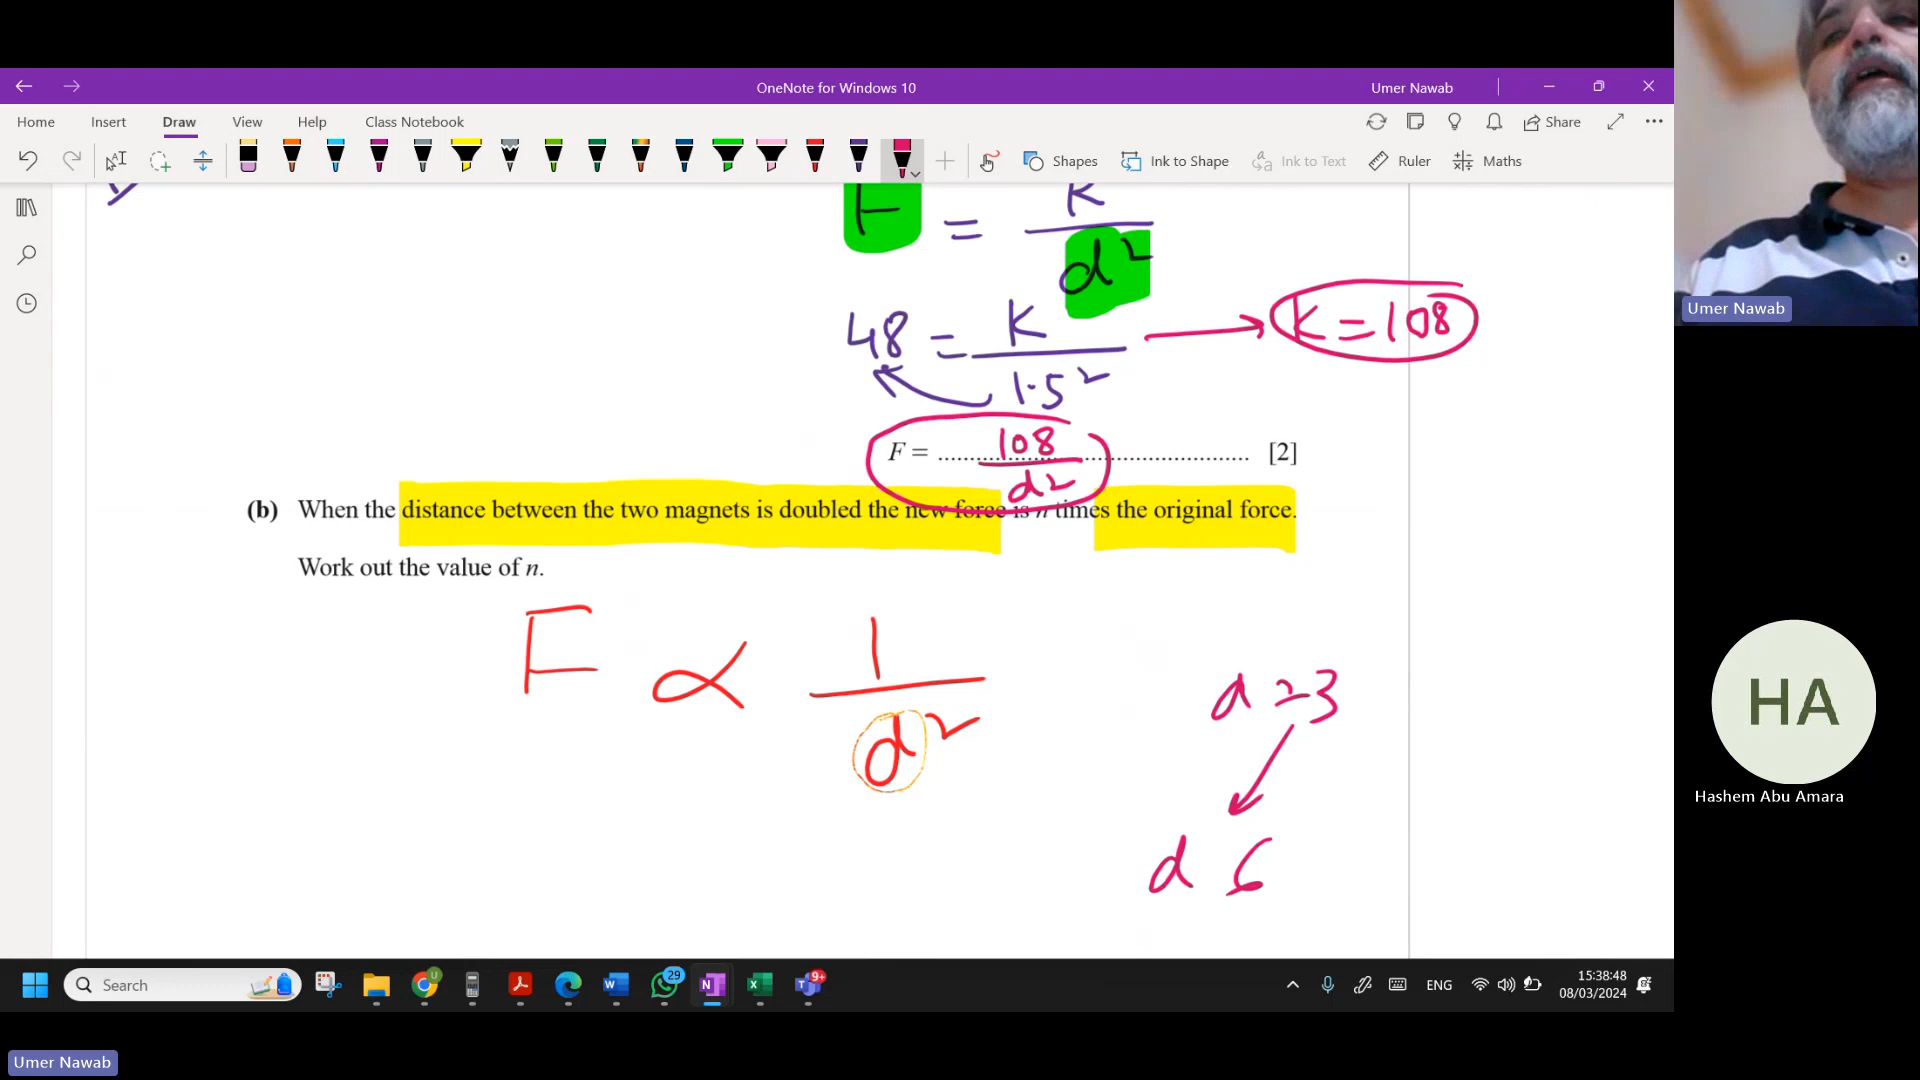 OneNote for Windows 10
Umer Nawab
Home Insert Draw View Help Class Notebook
Share
Shapes Ink to Shape Ink to Text Ruler Maths
F = K
d²
48 = K
1.5²
K = 108
F = 108 [2]
d2
(b) When the distance between the two magnets is doubled the new force is n times the original force.
Work out the value of n.
F ∝ 1
d²
d = 3
d 6
Umer Nawab
HA
Hashem Abu Amara
Search
29
9+
ENG
15:38:48
08/03/2024
Umer Nawab